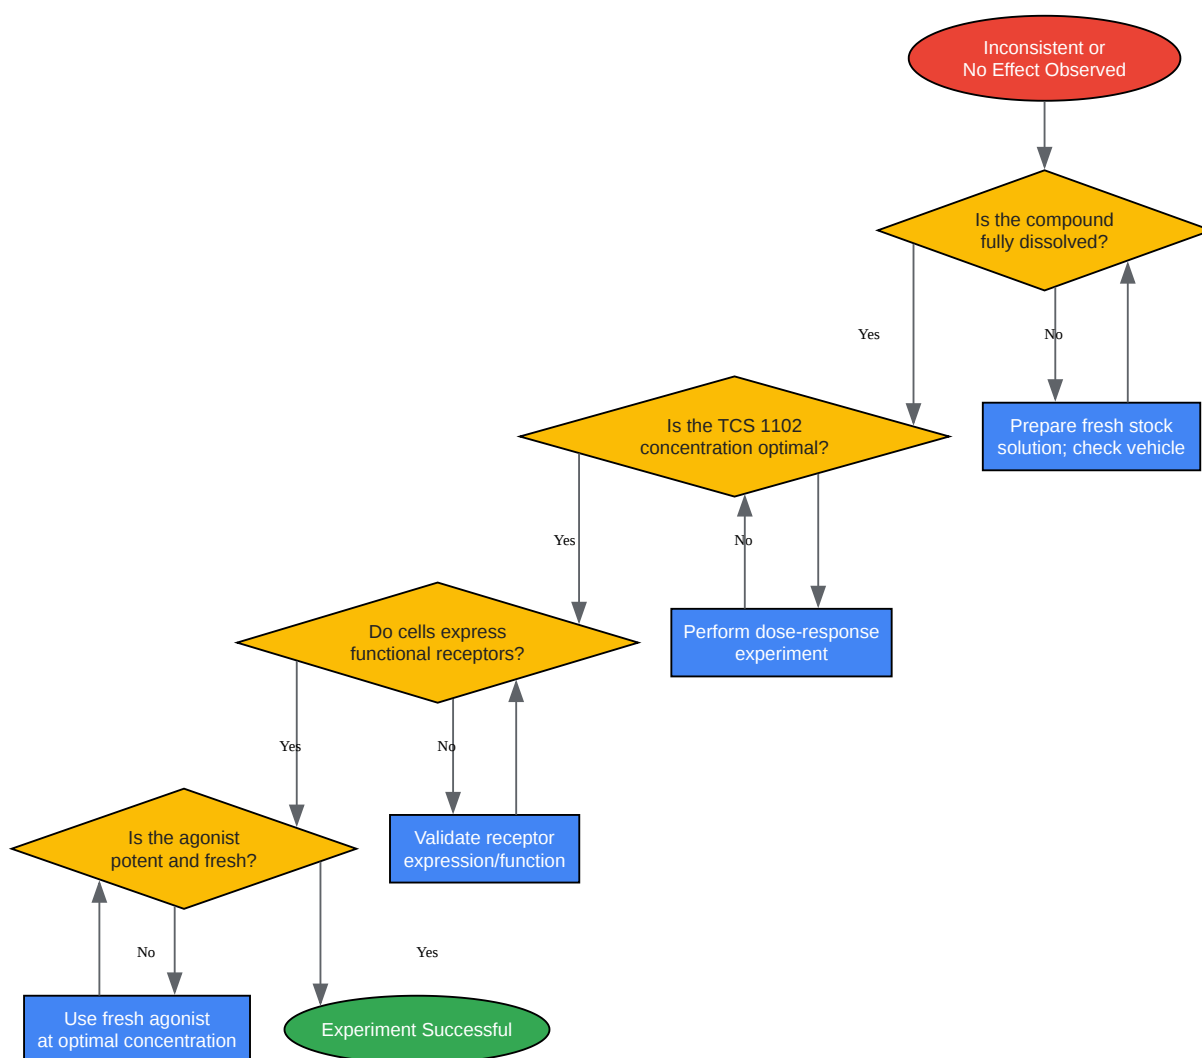 Inconsistent or
No Effect Observed
Is the compound
fully dissolved?
Yes
No
Prepare fresh stock
solution; check vehicle
Is the TCS 1102
concentration optimal?
Yes
No
Perform dose-response
experiment
Do cells express
functional receptors?
Yes
No
Validate receptor
expression/function
Is the agonist
potent and fresh?
No
Yes
Use fresh agonist
at optimal concentration
Experiment Successful